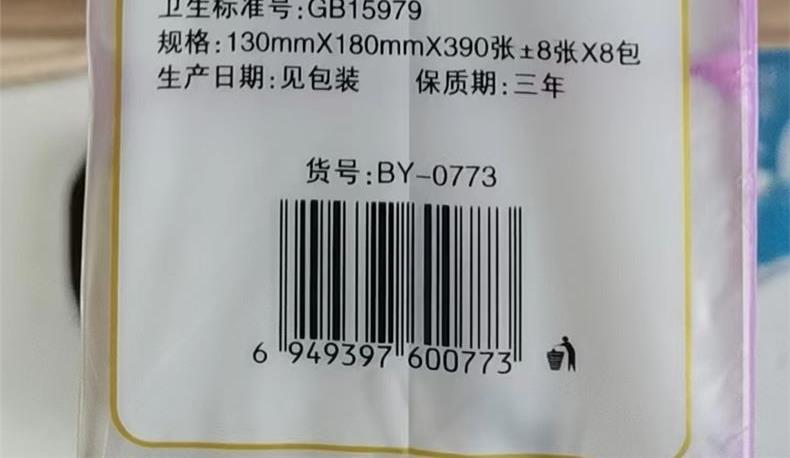 卫生标准号:GB15979
规格:130mmX180mmX390张±8张X8包
生产日期:见包装 保质期:三年
货号:BY-0773
6 949397 600773